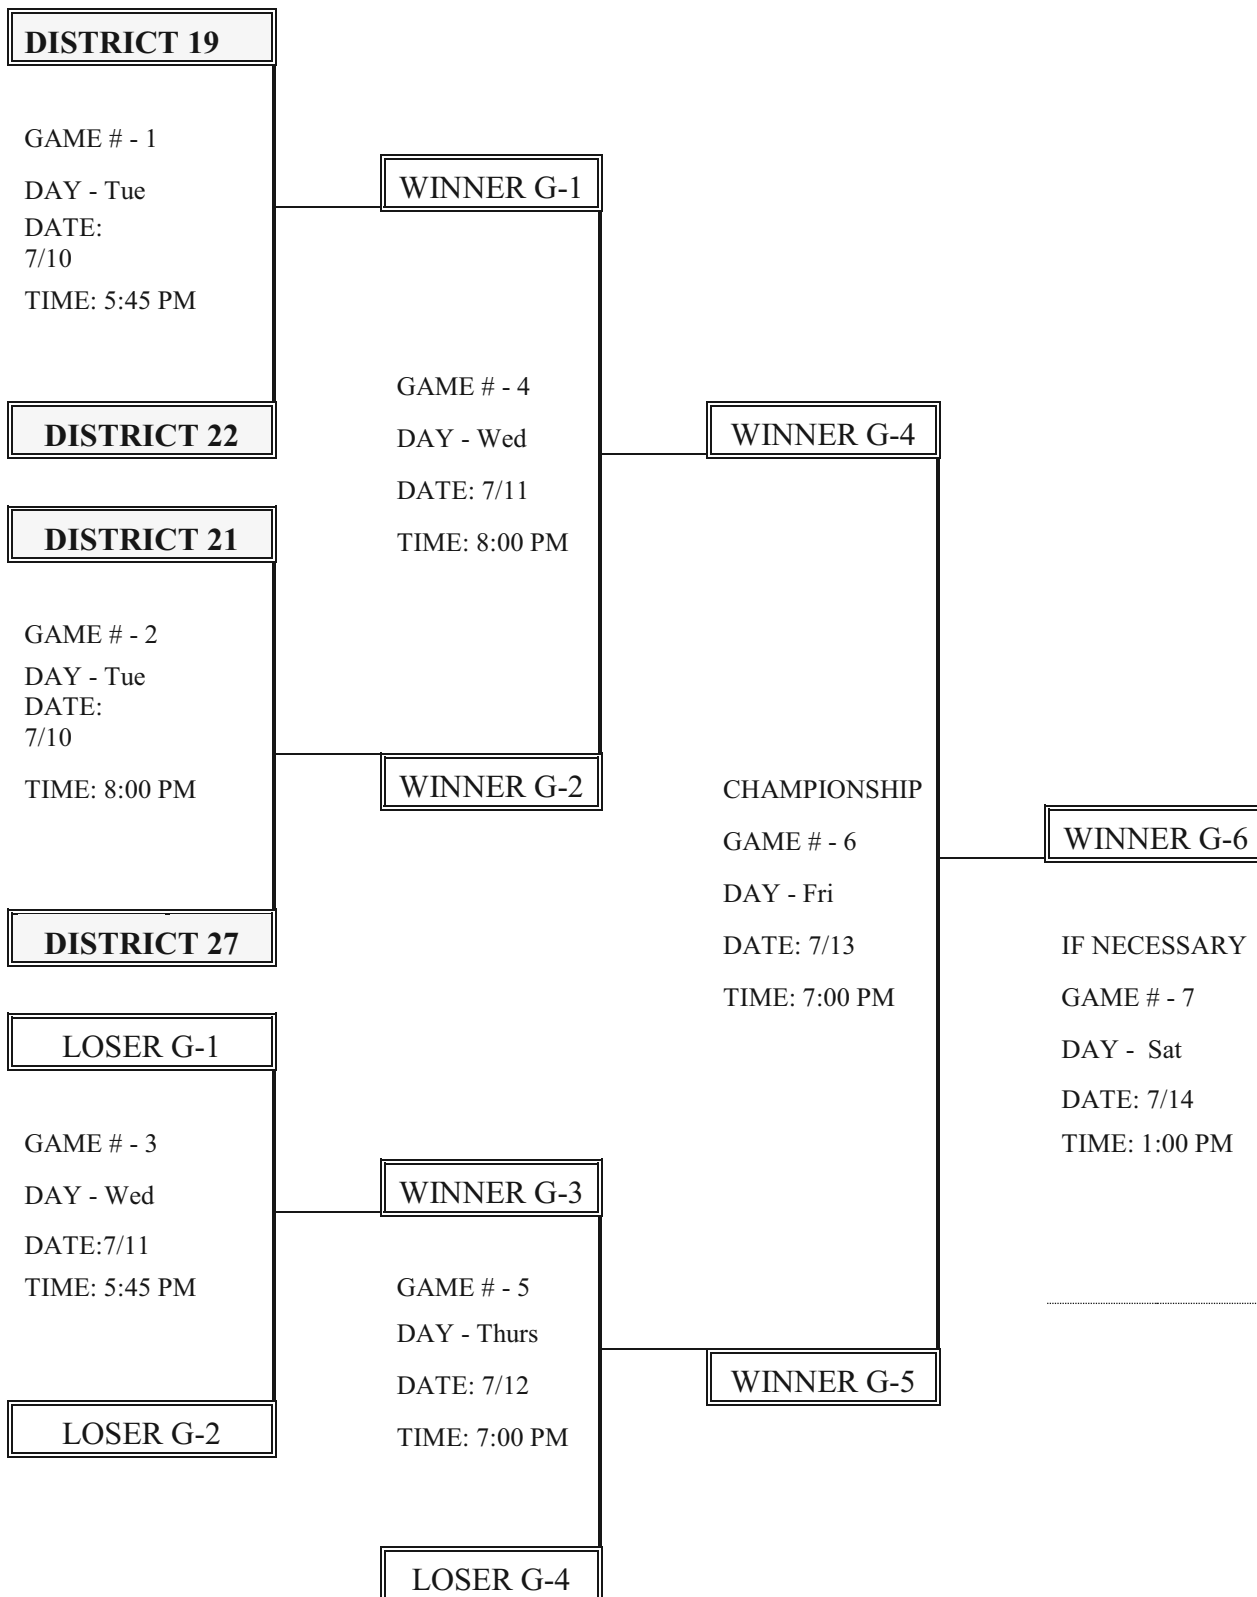 DISTRICT 19
GAME # - 1
DAY - Tue
DATE:
7/10
TIME: 5:45 PM
DISTRICT 22
DISTRICT 21
GAME # - 2
DAY - Tue
DATE:
7/10
TIME: 8:00 PM
DISTRICT 27
LOSER G-1
GAME # - 3
DAY - Wed
DATE:7/11
TIME: 5:45 PM
LOSER G-2
WINNER G-1
GAME # - 4
DAY - Wed
DATE: 7/11
TIME: 8:00 PM
WINNER G-2
WINNER G-3
GAME # - 5
DAY - Thurs
DATE: 7/12
TIME: 7:00 PM
LOSER G-4
WINNER G-4
CHAMPIONSHIP
GAME # - 6
DAY - Fri
DATE: 7/13
TIME: 7:00 PM
WINNER G-5
WINNER G-6
IF NECESSARY
GAME # - 7
DAY - Sat
DATE: 7/14
TIME: 1:00 PM